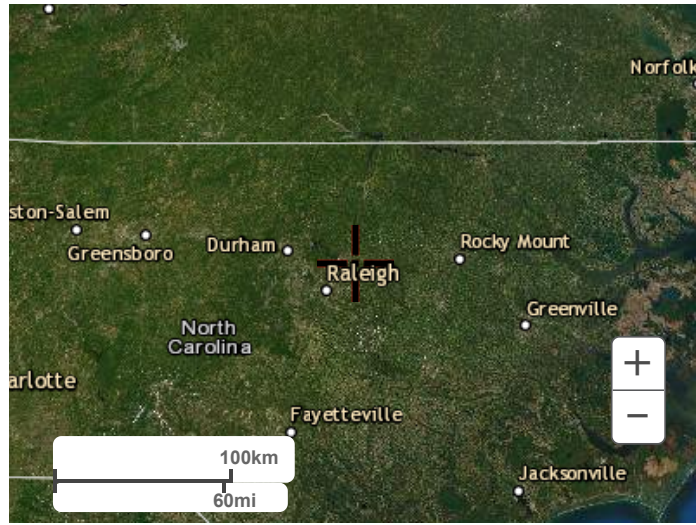 Norfolk
ston-Salem
Greensboro
Durham
Raleigh
Rocky Mount
Greenville
North
Carolina
arlotte
Fayetteville
Jacksonville
100km
60mi
+
−